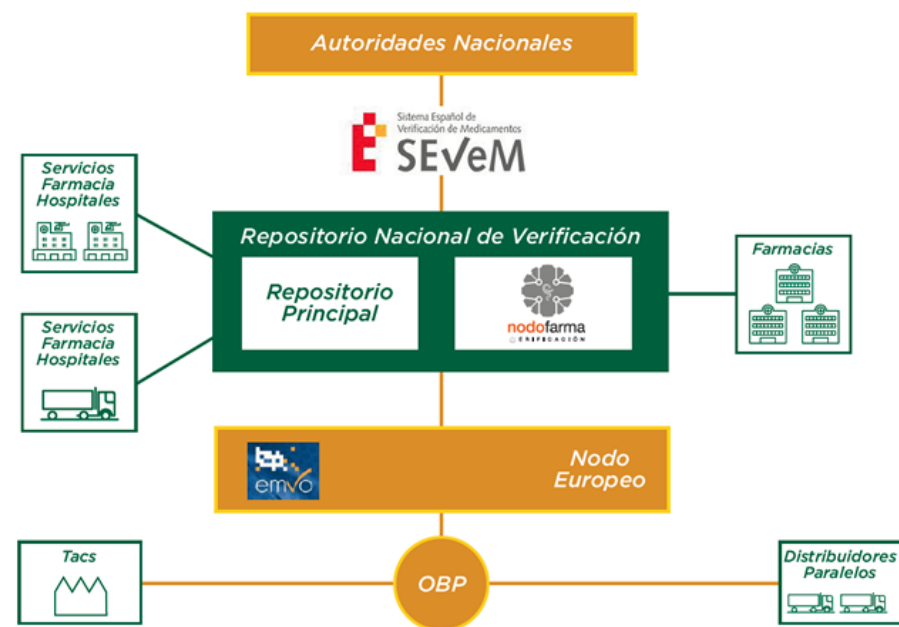 Autoridades Nacionales
Sistema Español de
Verificación de Medicamentos
SEVeM
Servicios
Farmacia
Hospitales
Repositorio Nacional de Verificación
Repositorio
Principal
nodofarma
VERIFICACIÓN
Farmacias
Servicios
Farmacia
Hospitales
emvo
Nodo
Europeo
Tacs
OBP
Distribuidores
Paralelos